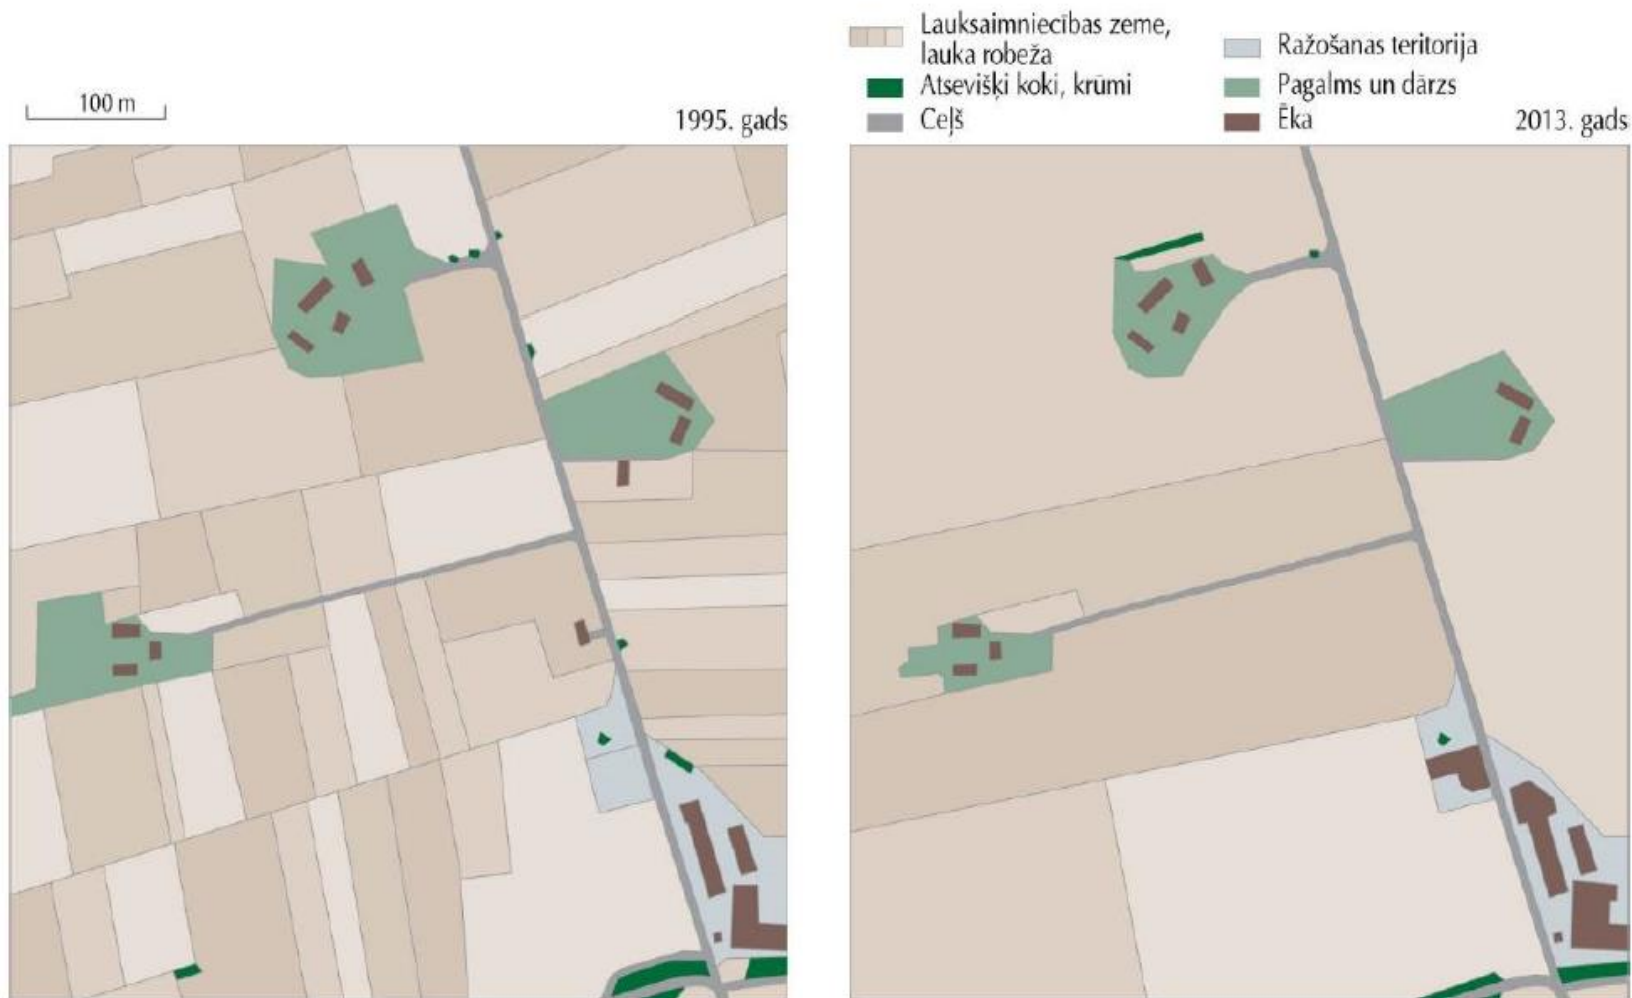 100 m
1995. gads
Lauksaimniecības zeme,
lauka robeža
Atsevišķi koki, krūmi
Ceļš
Ražošanas teritorija
Pagalms un dārzs
Ēka
2013. gads